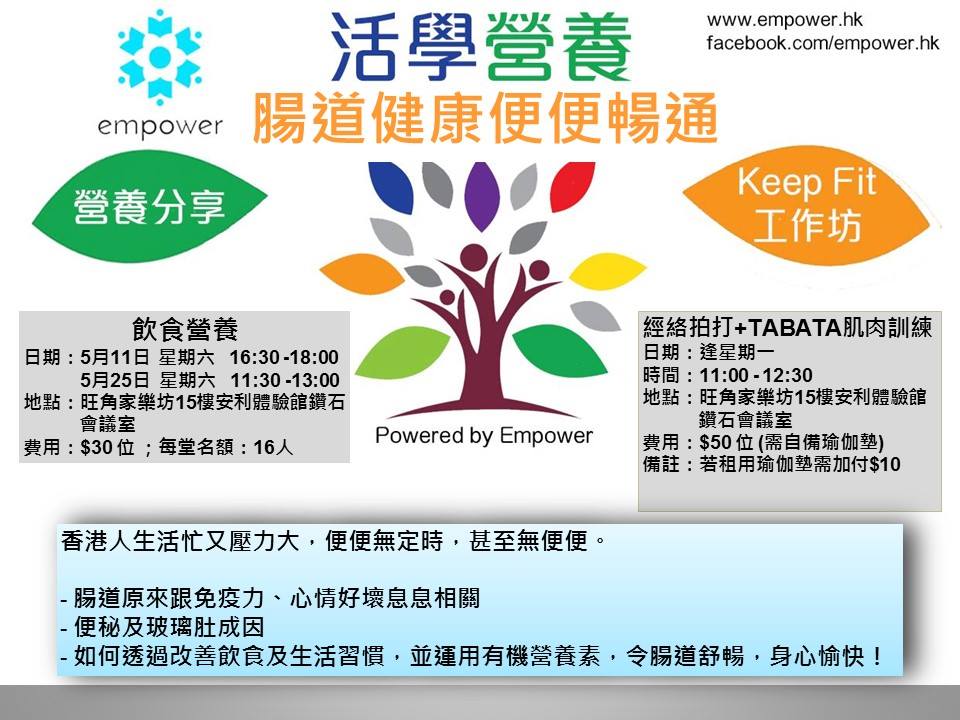 empower
活學營養
www.empower.hk
facebook.com/empower.hk
腸道健康便便暢通
營養分享
Keep Fit
工作坊
飲食營養
日期：5月11日 星期六 16:30 -18:00
5月25日 星期六 11:30 -13:00
地點：旺角家樂坊15樓安利體驗館鑽石
會議室
費用：$30 位 ；每堂名額：16人
Powered by Empower
經絡拍打+TABATA肌肉訓練
日期：逢星期一
時間：11:00 - 12:30
地點：旺角家樂坊15樓安利體驗館
鑽石會議室
費用：$50 位 (需自備瑜伽墊)
備註：若租用瑜伽墊需加付$10
香港人生活忙又壓力大，便便無定時，甚至無便便。
- 腸道原來跟免疫力、心情好壞息息相關
- 便秘及玻璃肚成因
- 如何透過改善飲食及生活習慣，並運用有機營養素，令腸道舒暢，身心愉快！